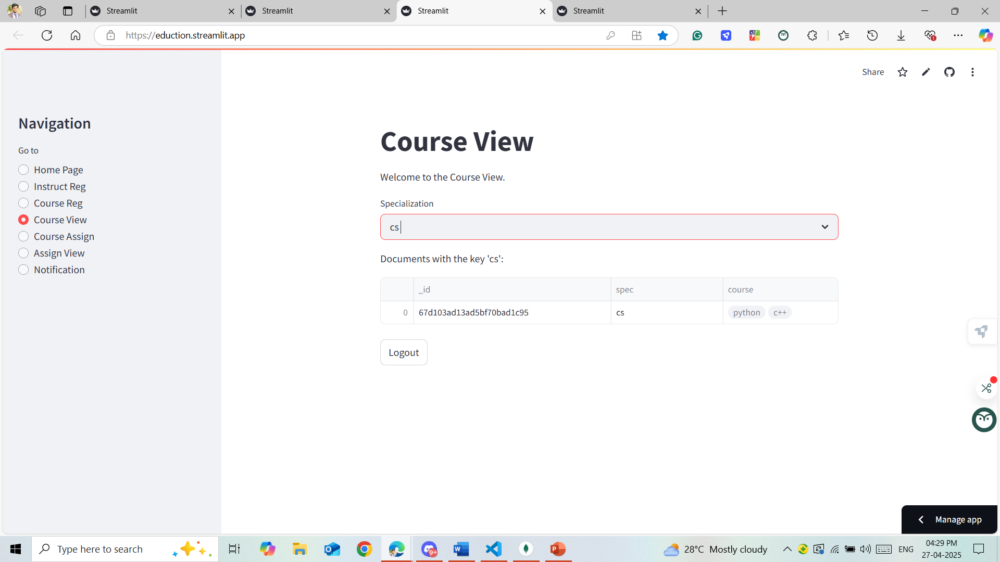 Streamlit
Streamlit
Streamlit
Streamlit
https://eduction.streamlit.app
Share
Navigation
Go to
Home Page
Instruct Reg
Course Reg
Course View
Course Assign
Assign View
Notification
Course View
Welcome to the Course View.
Specialization
cs
Documents with the key 'cs':
_id spec course
0 67d103ad13ad5bf70bad1c95 cs python c++
Logout
Manage app
Type here to search
9+
28°C Mostly cloudy
ENG
04:29 PM
27-04-2025